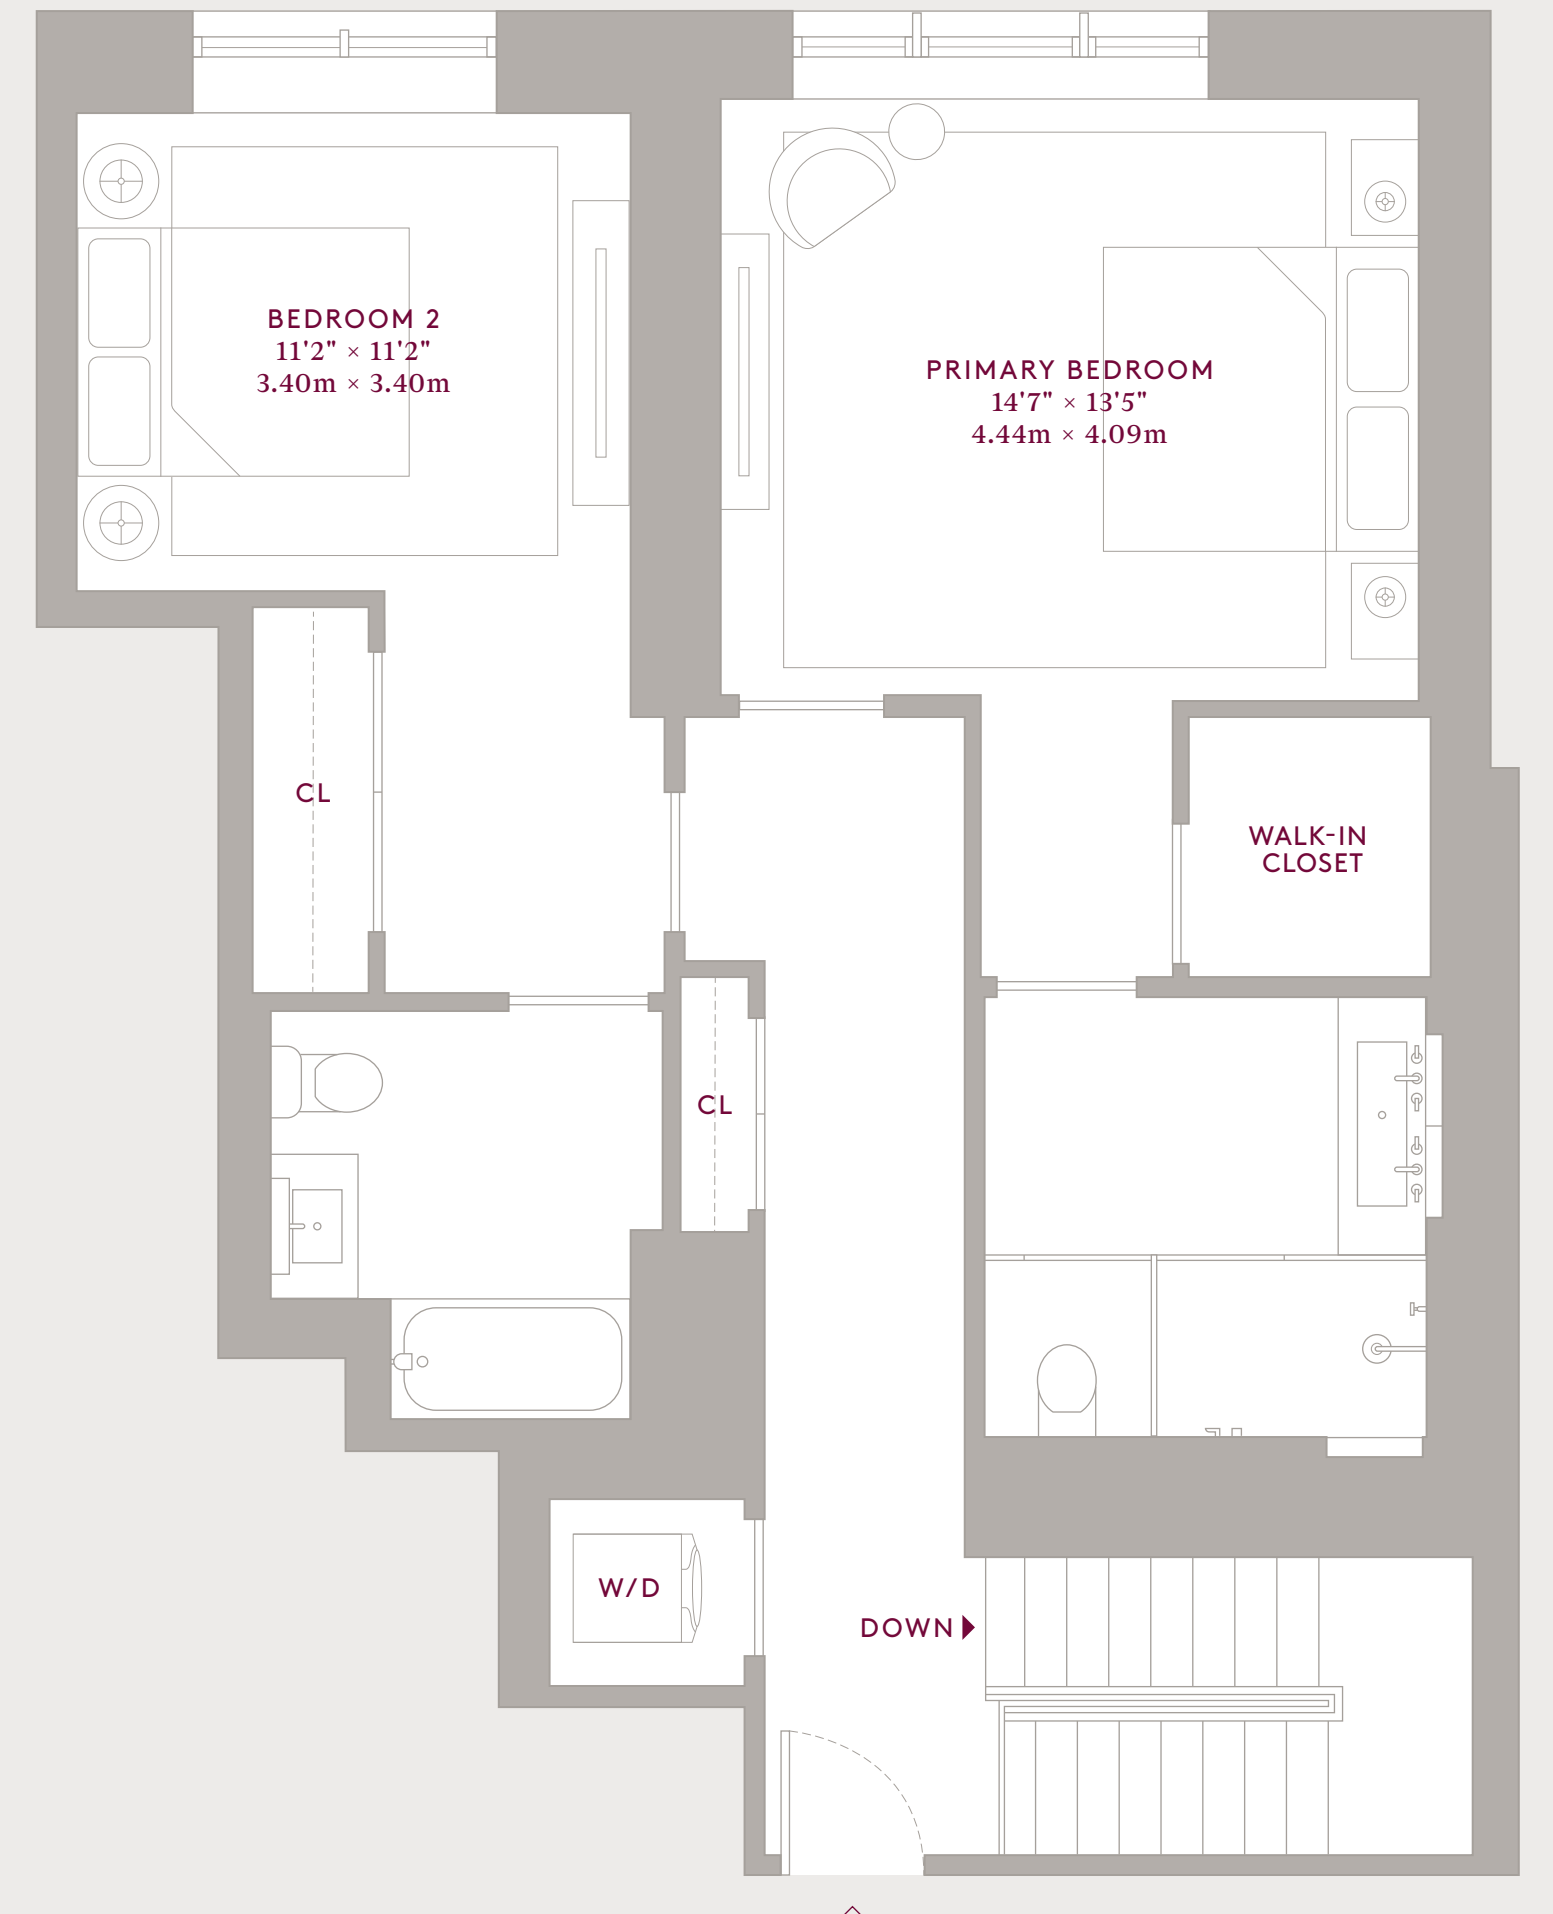 BEDROOM 2
11'2" × 11'2"
3.40m × 3.40m
PRIMARY BEDROOM
14'7" × 13'5"
4.44m × 4.09m
CL
WALK-IN
CLOSET
CL
W/D
DOWN